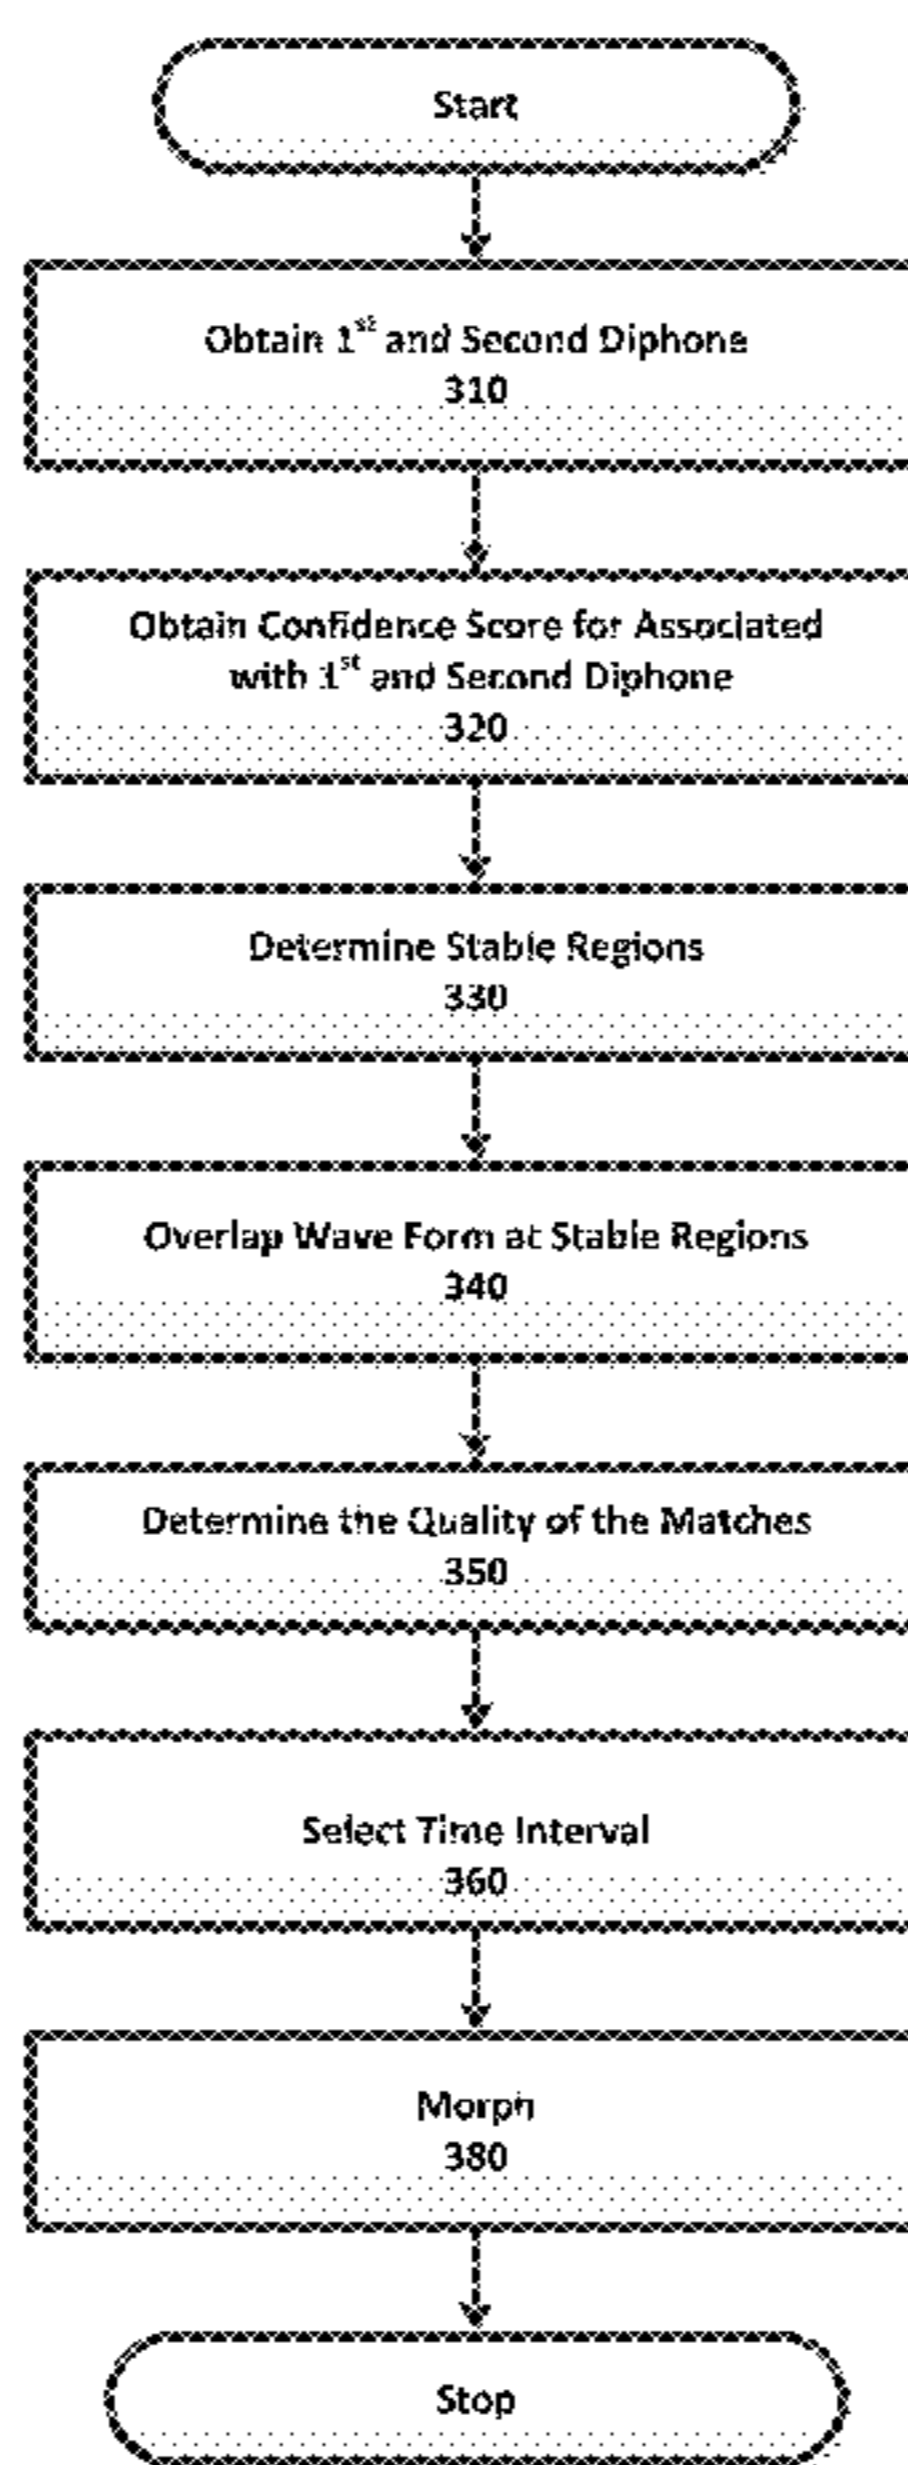 Start
Obtain 1st and Second Diphone
310
Obtain Confidence Score for Associated
with 1st and Second Diphone
320
Determine Stable Regions
330
Overlap Wave Form at Stable Regions
340
Determine the Quality of the Matches
350
Select Time Interval
360
Morph
380
Stop